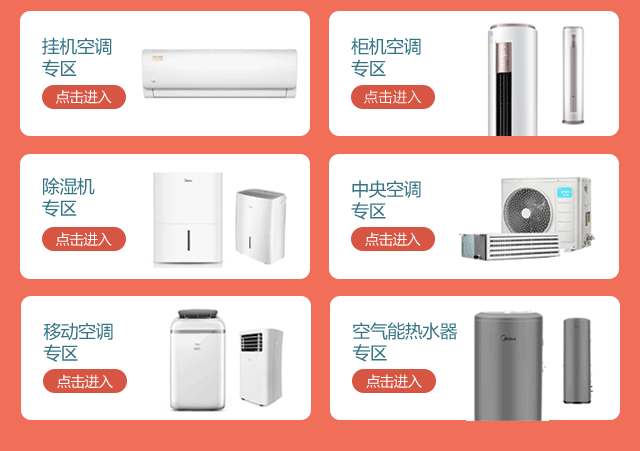 挂机空调
专区
点击进入
柜机空调
专区
点击进入
除湿机
专区
点击进入
中央空调
专区
点击进入
移动空调
专区
点击进入
空气能热水器
专区
点击进入
Midea